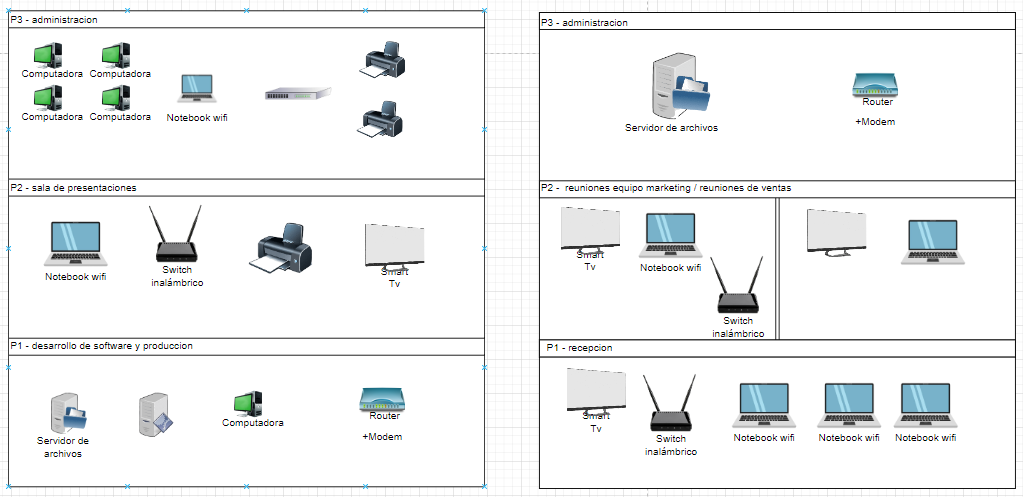 P3 - administracion
Computadora
Computadora
Computadora
Computadora
Notebook wifi
P2 - sala de presentaciones
Notebook wifi
Switch
inalámbrico
Smart
Tv
P1 - desarrollo de software y produccion
Servidor de
archivos
Computadora
Router
+Modem
P3 - administracion
Servidor de archivos
Router
+Modem
P2 - reuniones equipo marketing / reuniones de ventas
Smart
Tv
Notebook wifi
Switch
inalámbrico
P1 - recepcion
Smart
Tv
Switch
inalámbrico
Notebook wifi
Notebook wifi
Notebook wifi